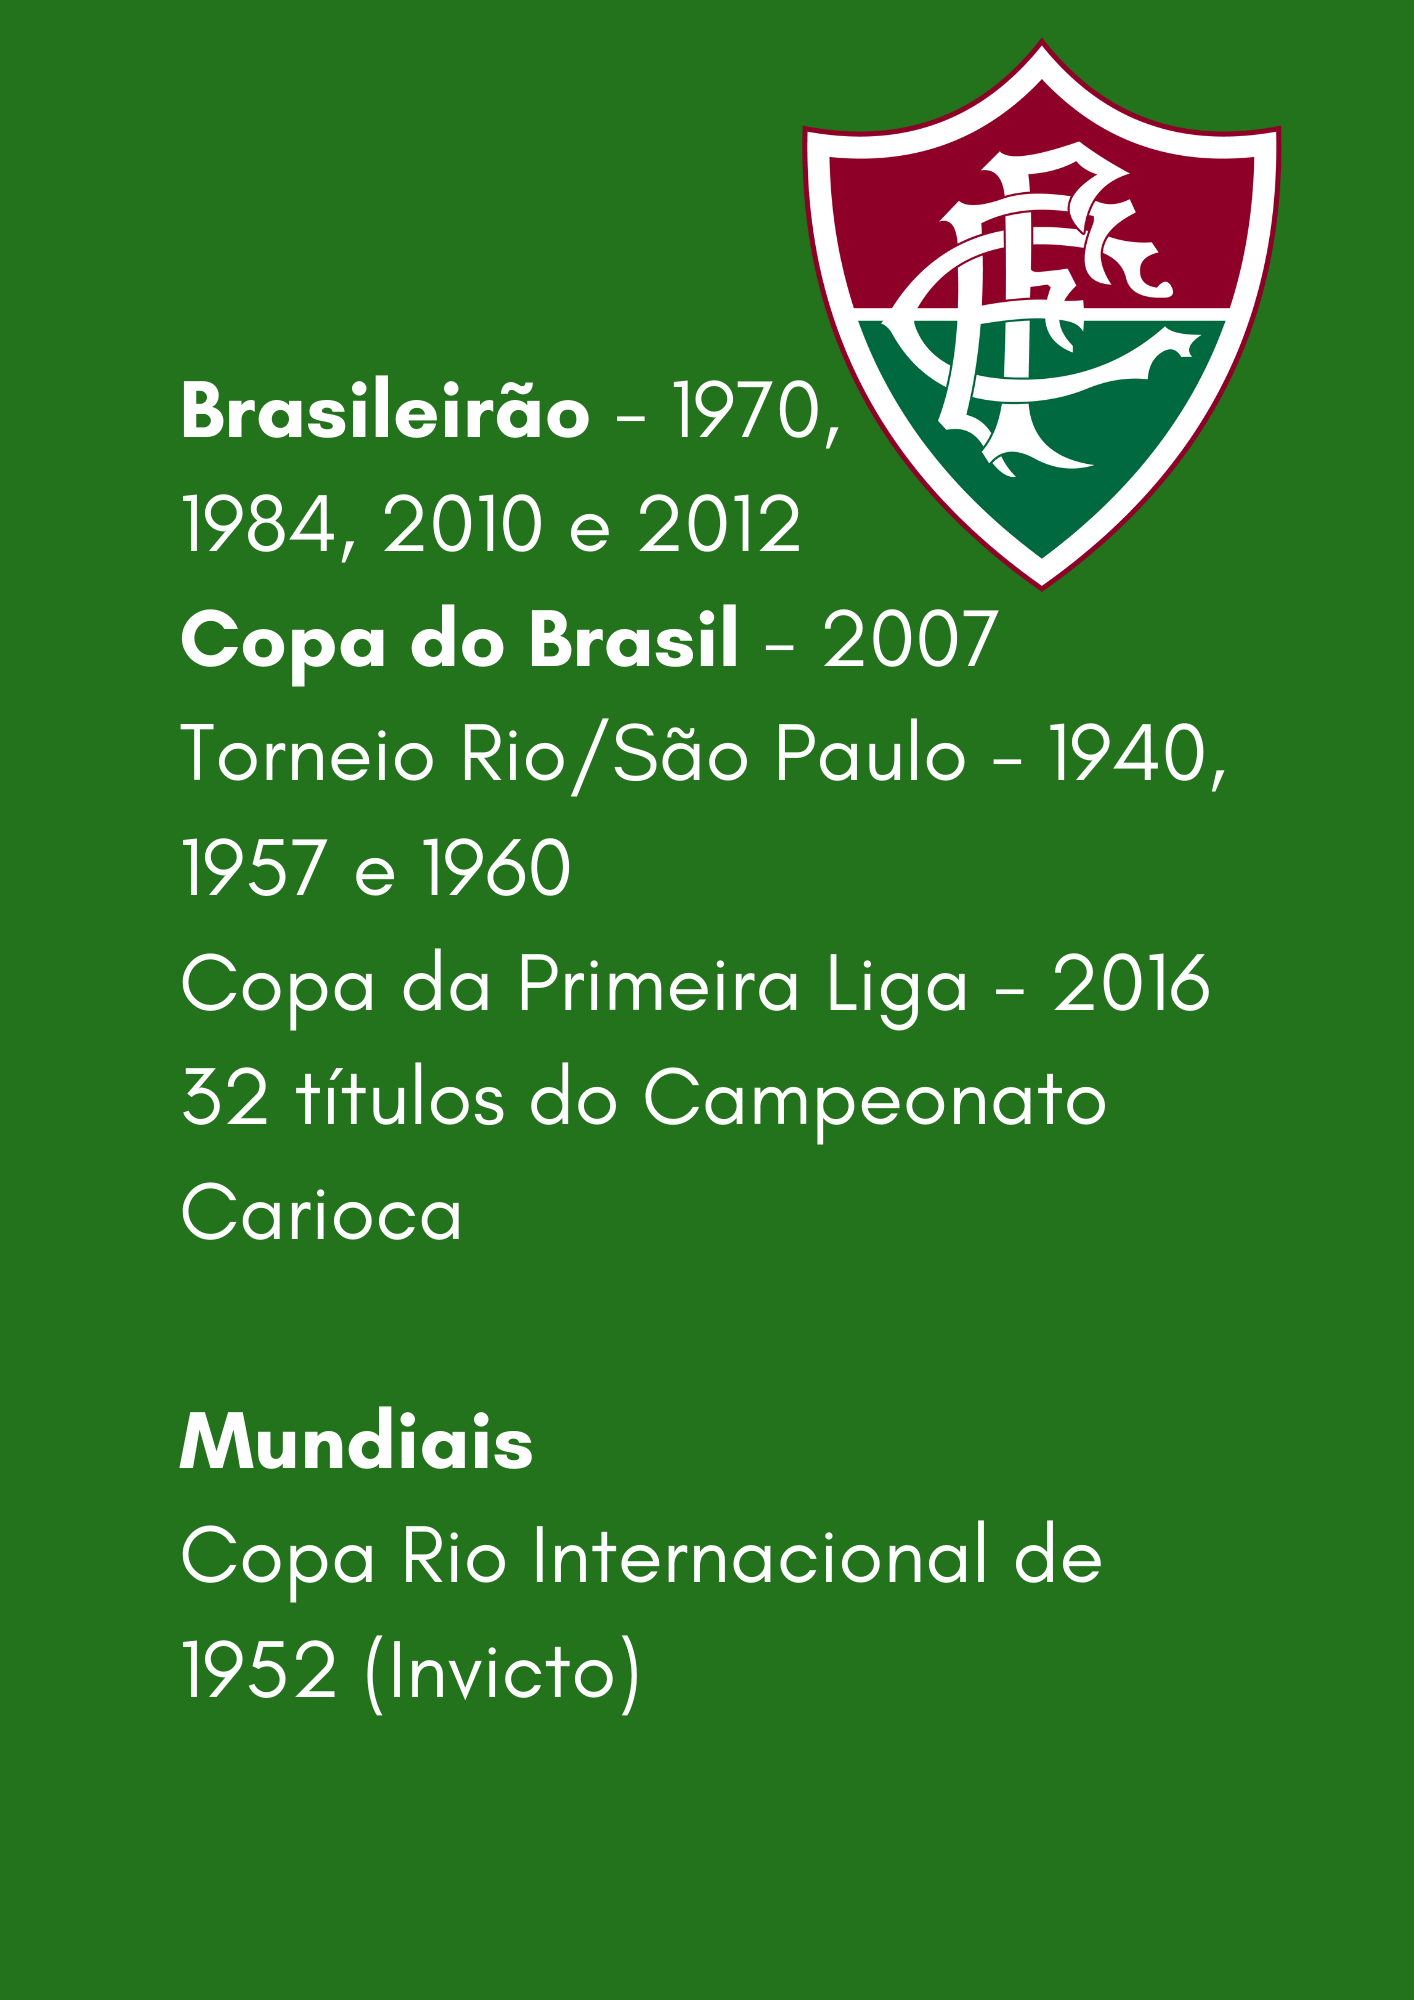 Brasileirão - 1970,
1984, 2010 e 2012
Copa do Brasil - 2007
Torneio Rio/São Paulo - 1940,
1957 e 1960
Copa da Primeira Liga - 2016
32 títulos do Campeonato
Carioca
Mundiais
Copa Rio Internacional de
1952 (Invicto)